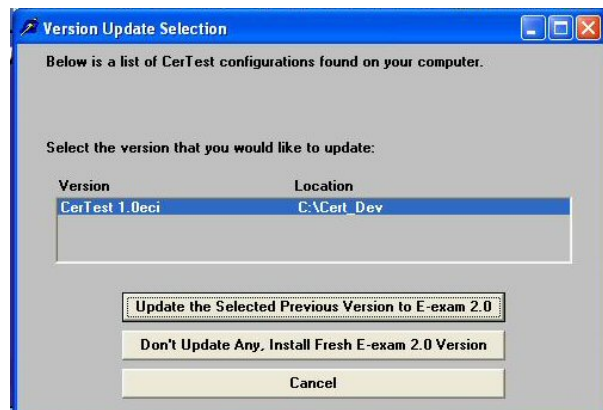 Version Update Selection
Below is a list of CerTest configurations found on your computer.
Select the version that you would like to update:
Version Location
CerTest 1.0eci C:\Cert_Dev
Update the Selected Previous Version to E-exam 2.0
Don't Update Any, Install Fresh E-exam 2.0 Version
Cancel